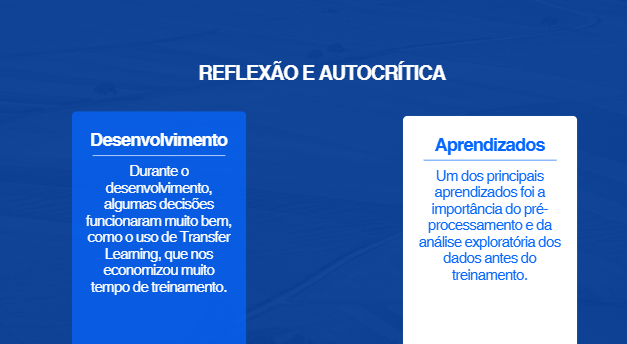 REFLEXÃO E AUTOCRÍTICA
Desenvolvimento
Durante o
desenvolvimento,
algumas decisões
funcionaram muito bem,
como o uso de Transfer
Learning, que nos
economizou muito
tempo de treinamento.
Aprendizados
Um dos principais
aprendizados foi a
importância do pré-
processamento e da
análise exploratória dos
dados antes do
treinamento.